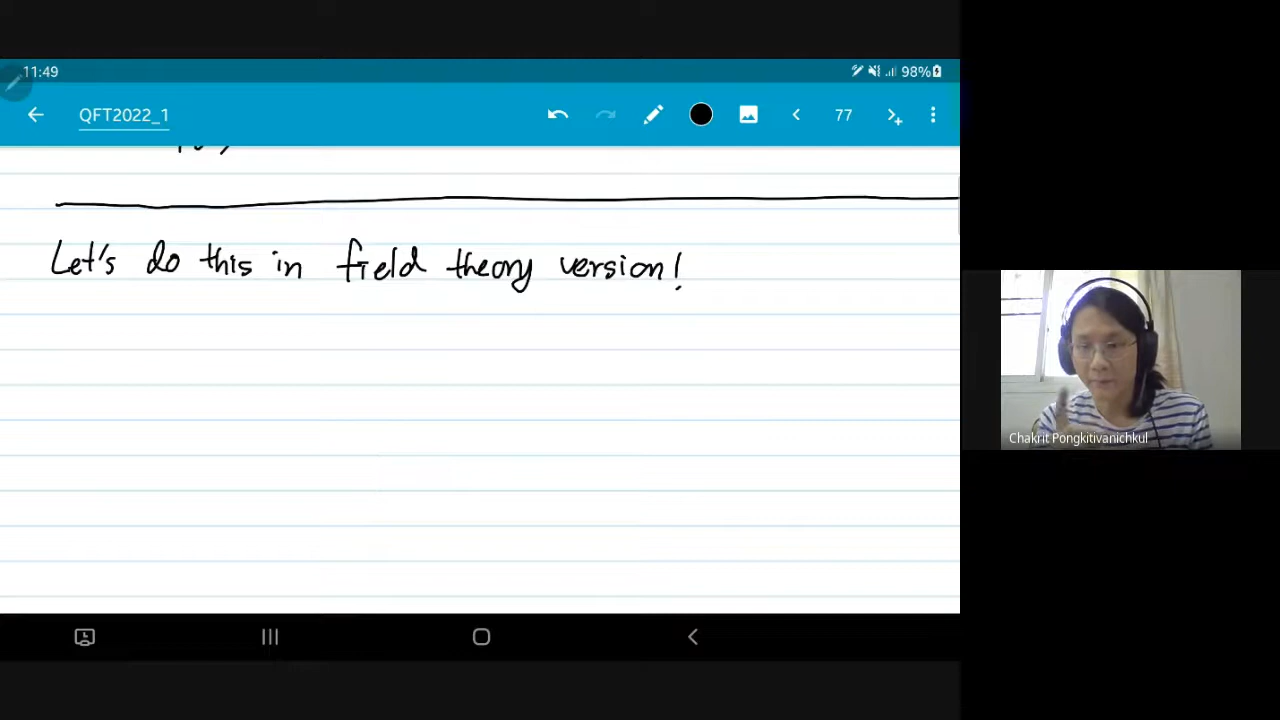 11:49
98%
QFT2022_1
77
Let's do this in field theory version!
Chakrit Pongkitivanichkul